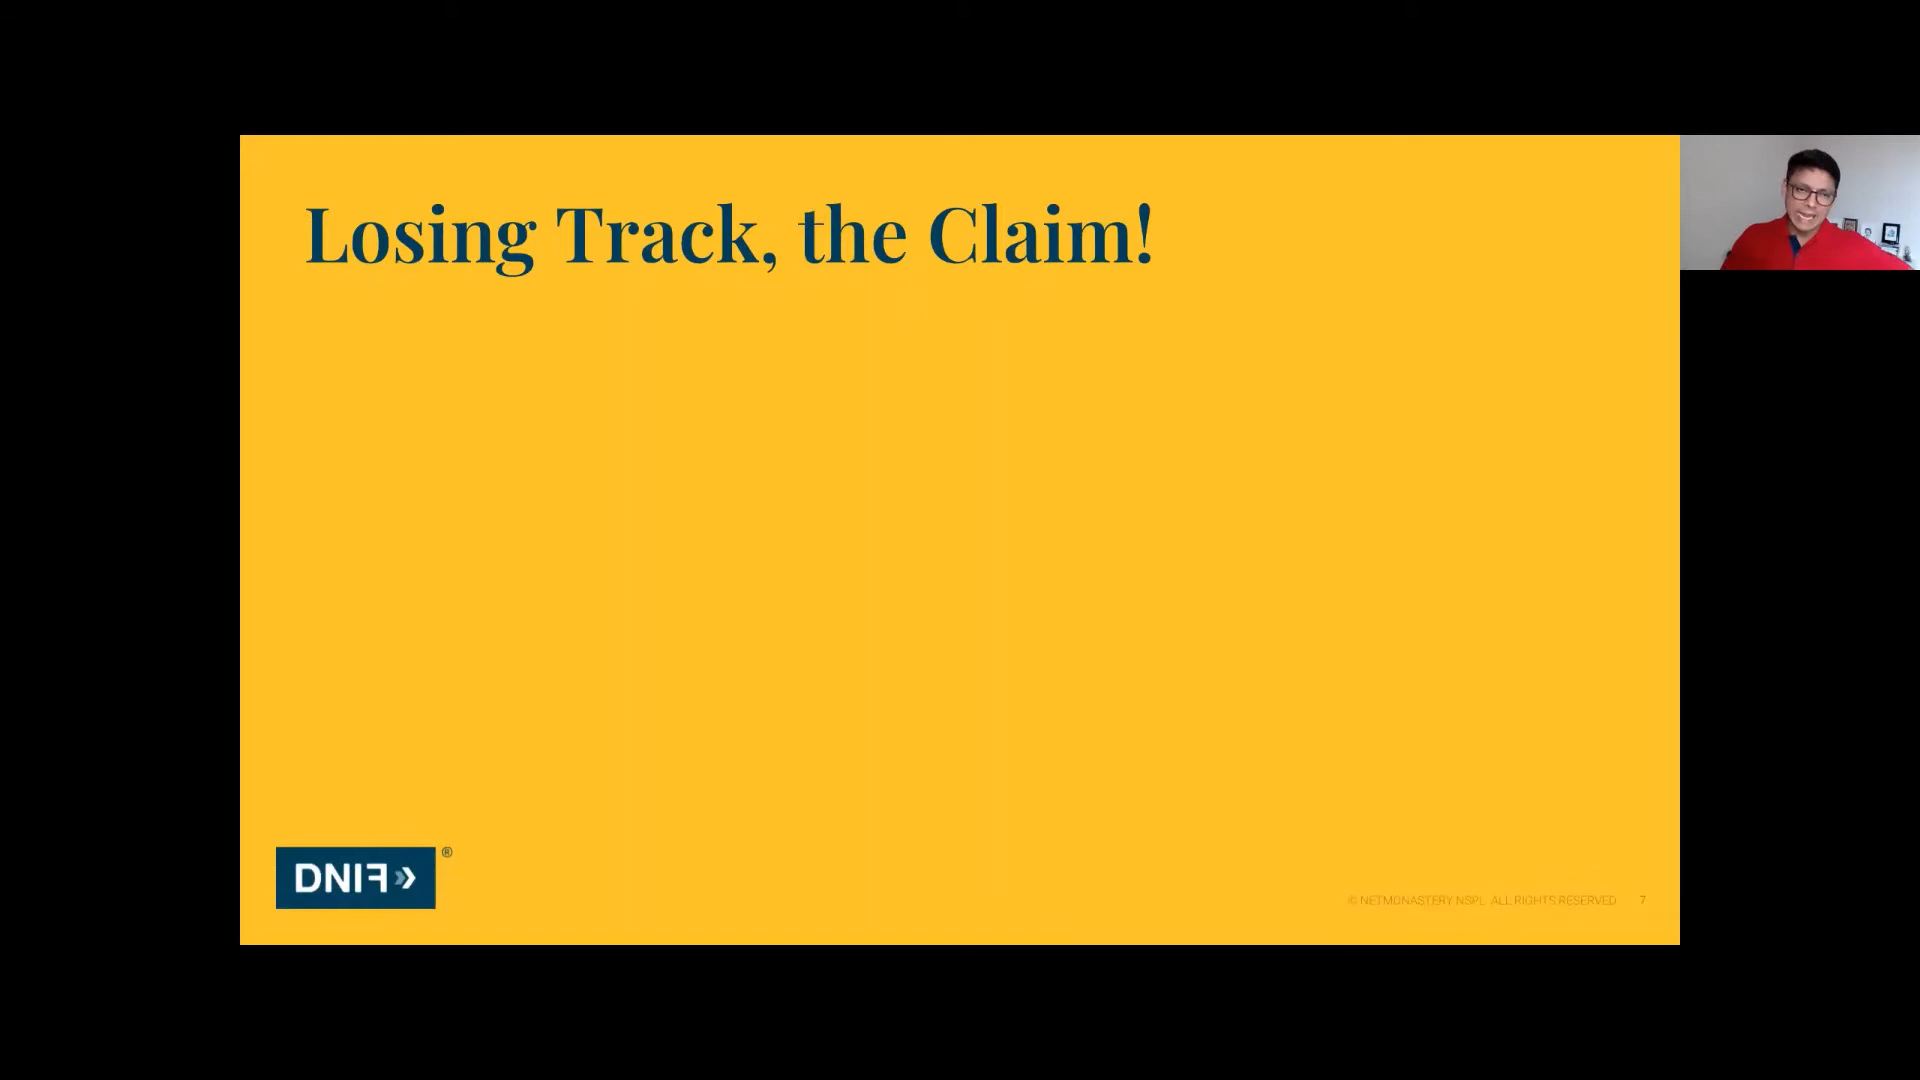 Losing Track, the Claim!
DNIF
®
© NETMONASTERY NSPL. ALL RIGHTS RESERVED
7